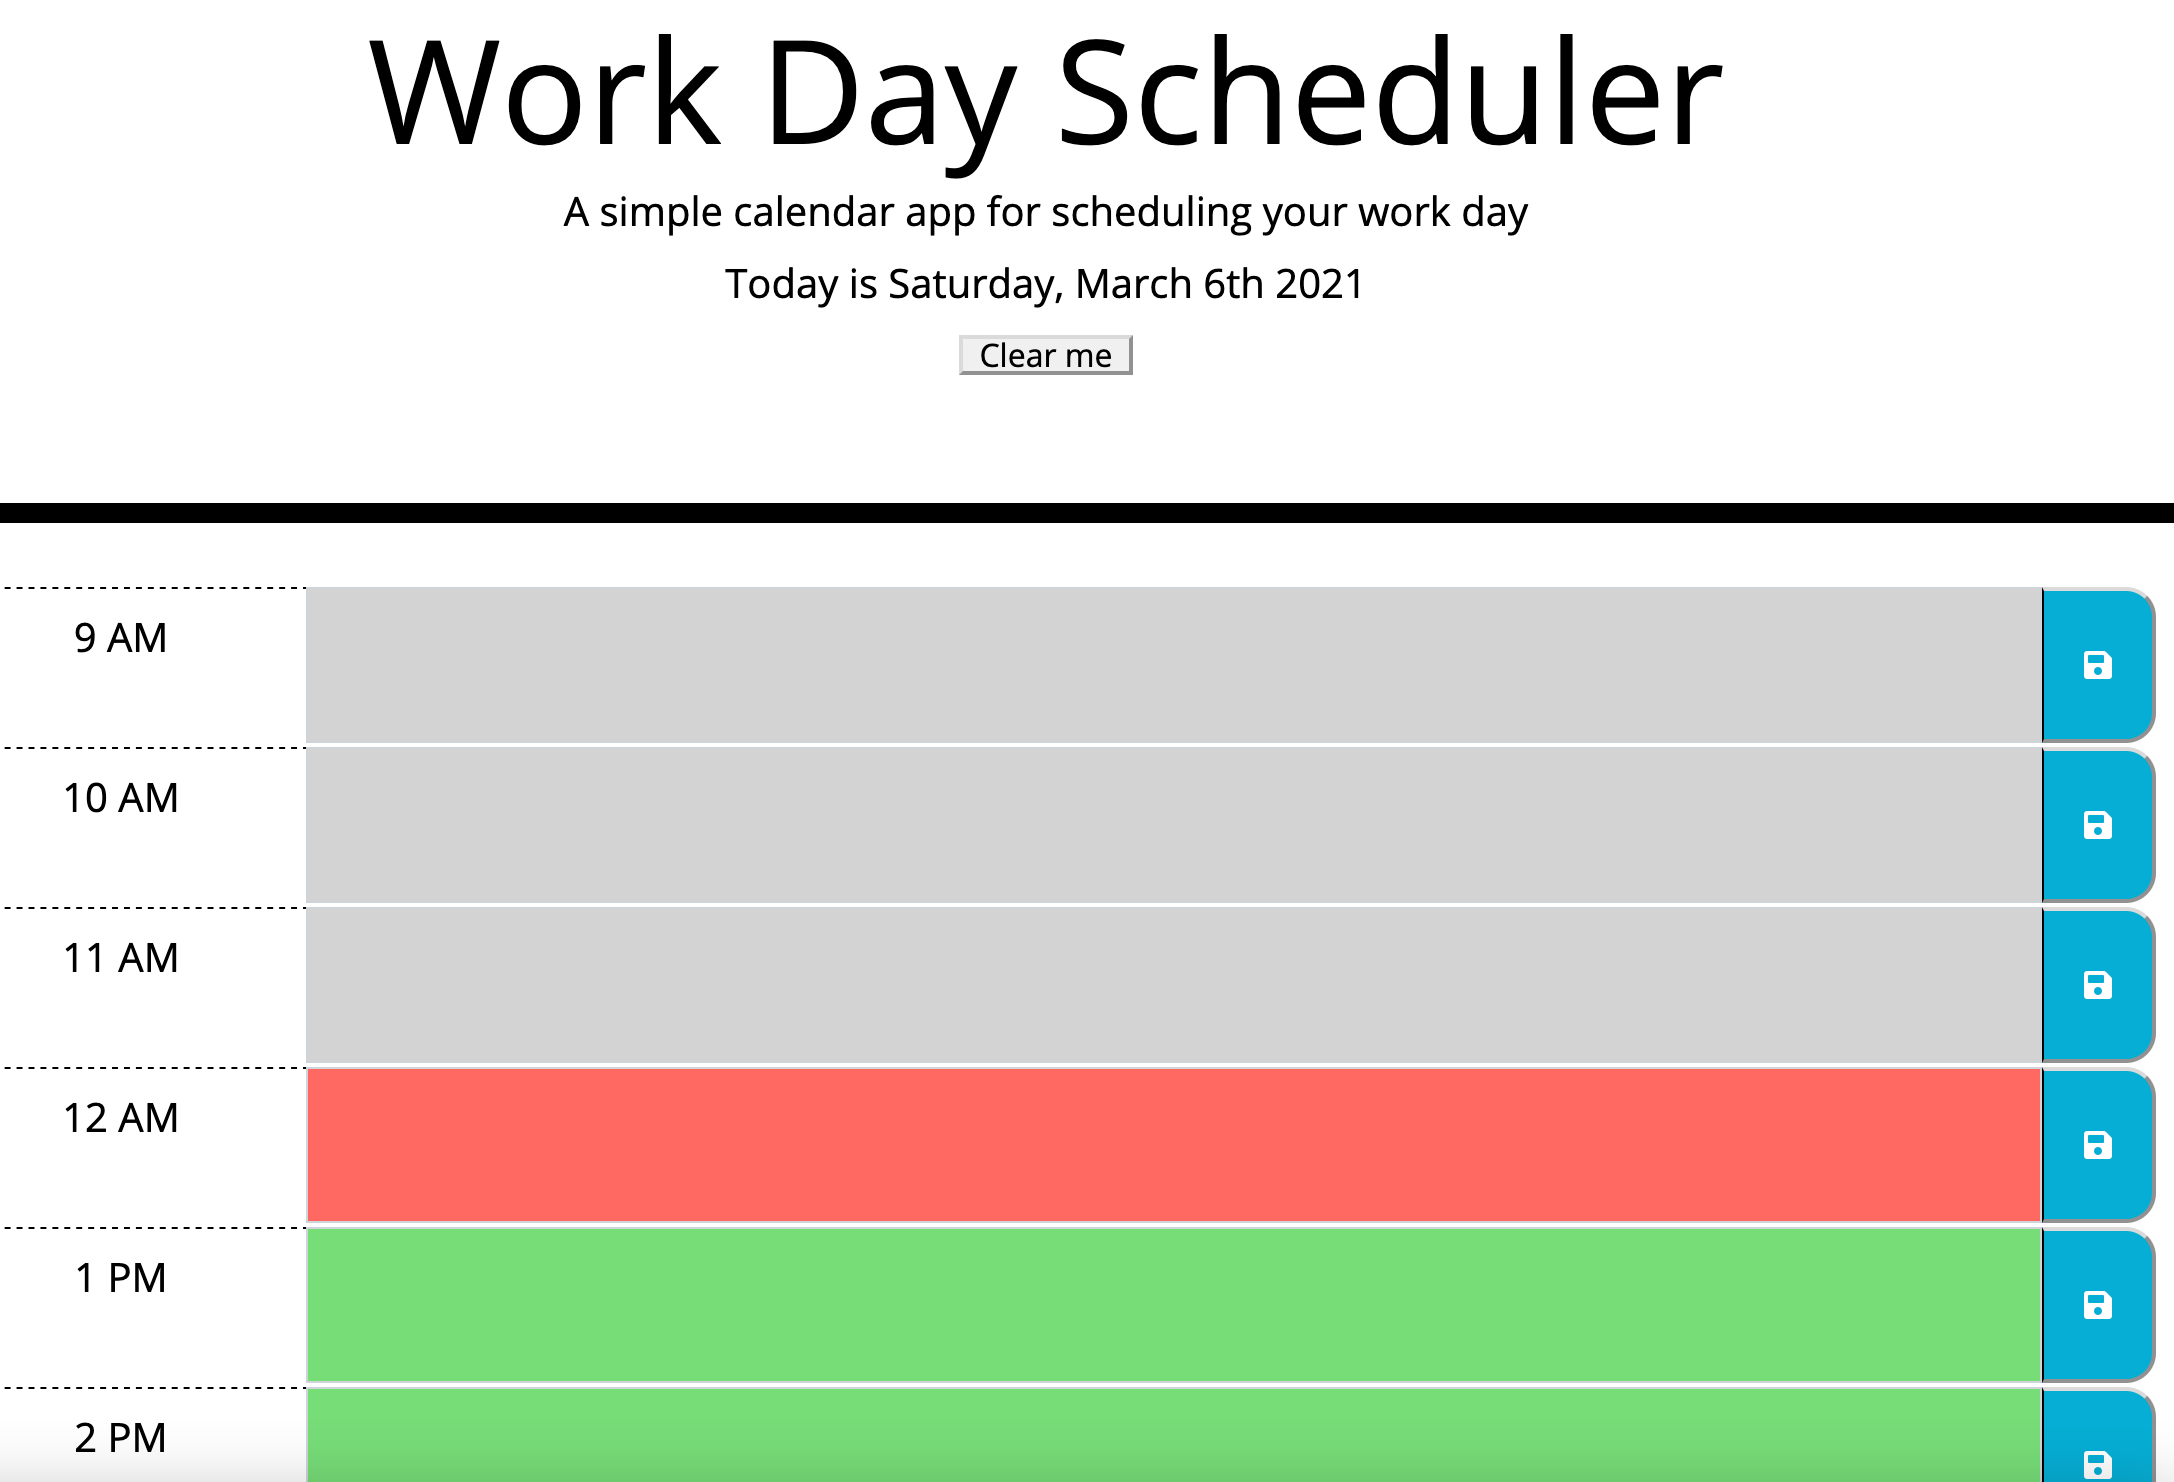 Work Day Scheduler
A simple calendar app for scheduling your work day
Today is Saturday, March 6th 2021
Clear me
9 AM
10 AM
11 AM
12 AM
1 PM
2 PM